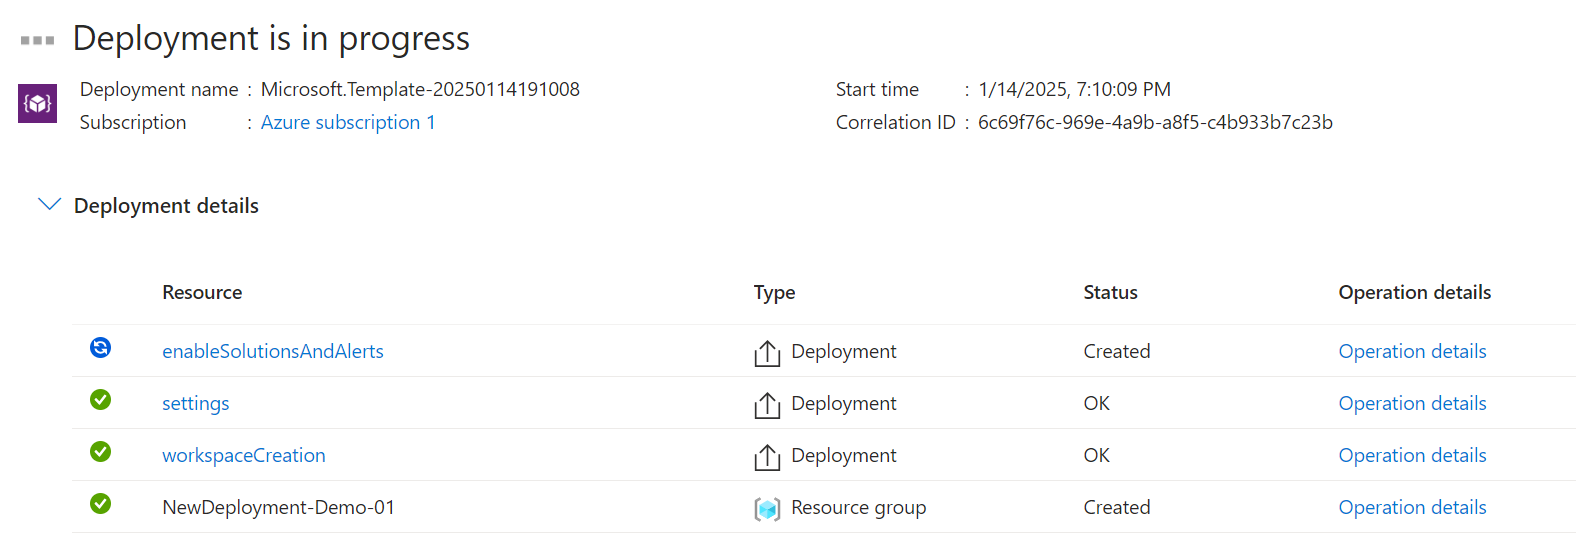 Deployment is in progress
Deployment name : Microsoft.Template-20250114191008
Subscription : Azure subscription 1
Start time : 1/14/2025, 7:10:09 PM
Correlation ID : 6c69f76c-969e-4a9b-a8f5-c4b933b7c23b
Deployment details
Resource Type Status Operation details
enableSolutionsAndAlerts Deployment Created Operation details
settings Deployment OK Operation details
workspaceCreation Deployment OK Operation details
NewDeployment-Demo-01 Resource group Created Operation details